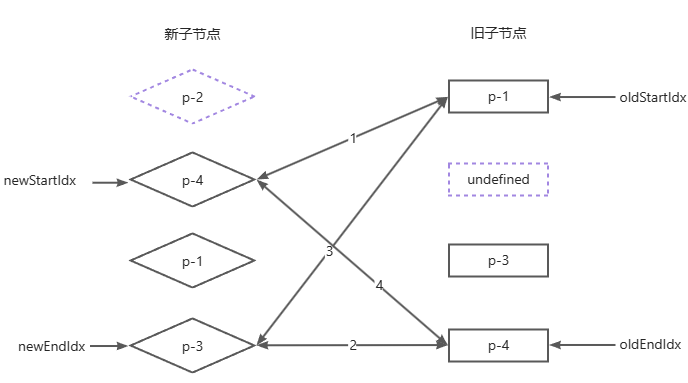 新子节点
旧子节点
p-2
p-1
oldStartIdx
1
newStartIdx
p-4
undefined
3
p-1
p-3
4
newEndIdx
p-3
2
p-4
oldEndIdx